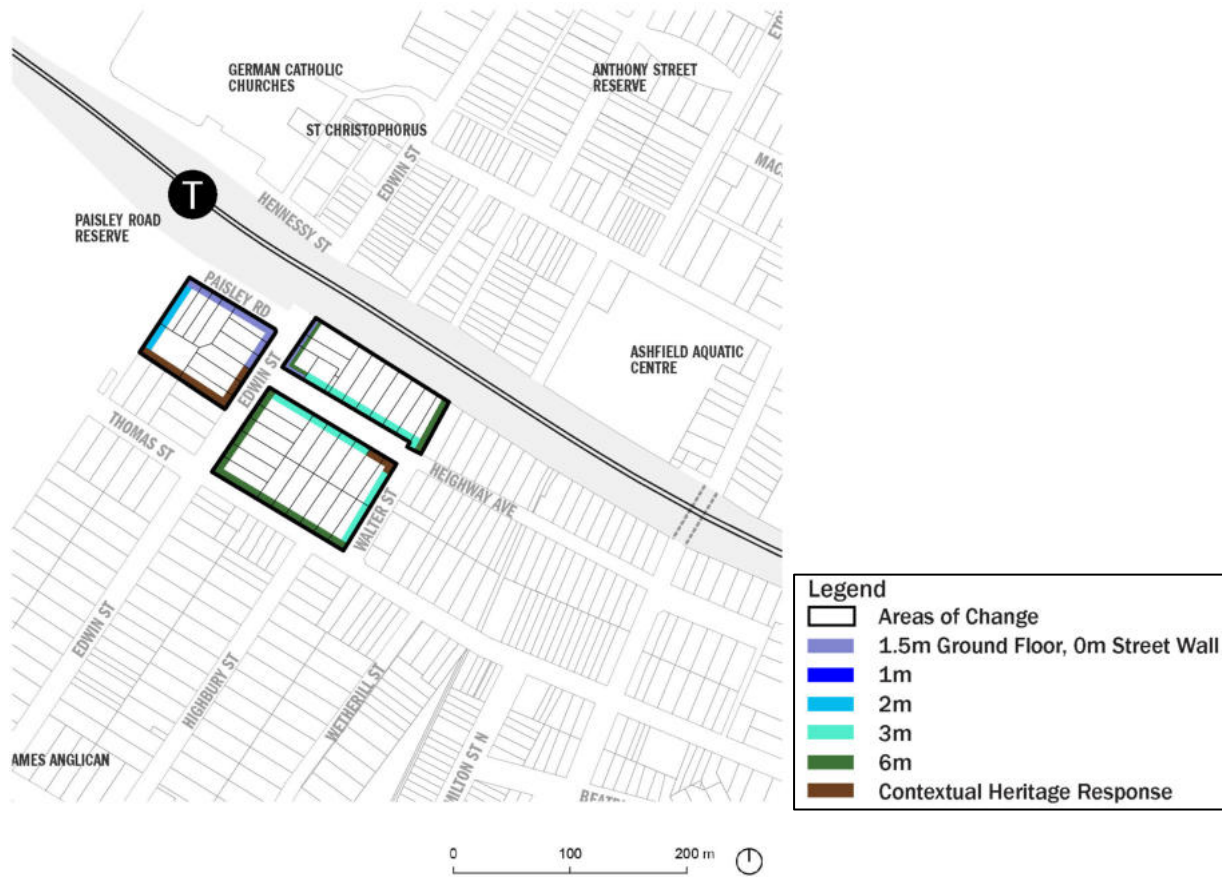 GERMAN CATHOLIC
CHURCHES
ANTHONY STREET
RESERVE
ST CHRISTOPHORUS
EDWIN ST
MAC
T
HENNESSY ST
PAISLEY ROAD
RESERVE
PAISLEY RD
ASHFIELD AQUATIC
CENTRE
EDWIN ST
THOMAS ST
HEIGHWAY AVE
WALTER ST
EDWIN ST
HIGHBURY ST
WETHERILL ST
AMES ANGLICAN
MILTON ST N
Legend
Areas of Change
1.5m Ground Floor, 0m Street Wall
1m
2m
3m
6m
Contextual Heritage Response
0 100 200 m